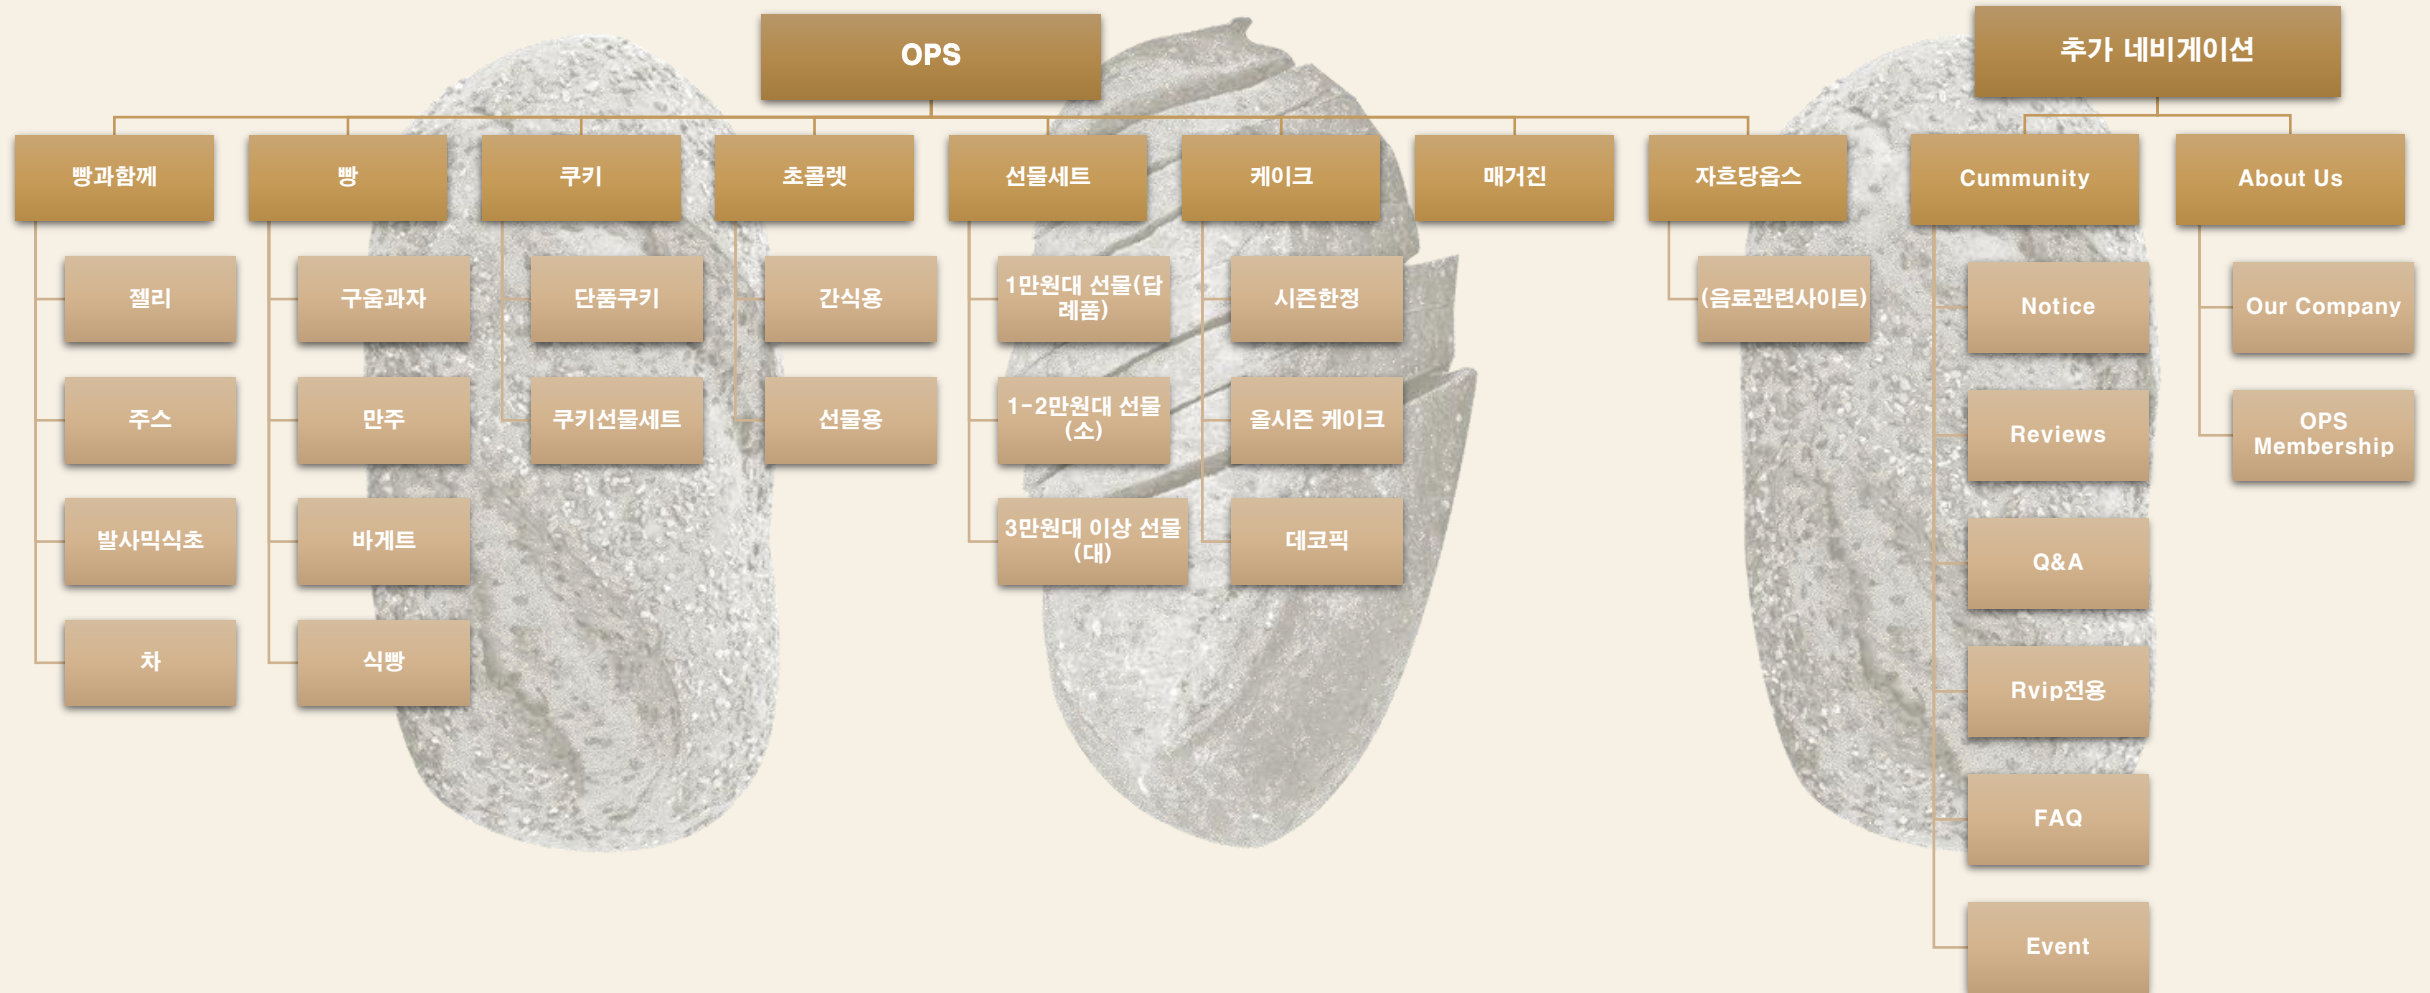 OPS
추가 네비게이션
빵과함께
빵
쿠키
초콜렛
선물세트
케이크
매거진
자흐당옵스
Cummunity
About Us
젤리
구움과자
단품쿠키
간식용
1만원대 선물(답
례품)
시즌한정
(음료관련사이트)
Notice
Our Company
주스
만주
쿠키선물세트
선물용
1-2만원대 선물
(소)
올시즌 케이크
Reviews
OPS
Membership
발사믹식초
바게트
3만원대 이상 선물
(대)
데코픽
Q&A
차
식빵
Rvip전용
FAQ
Event